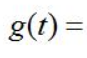 g(t) =